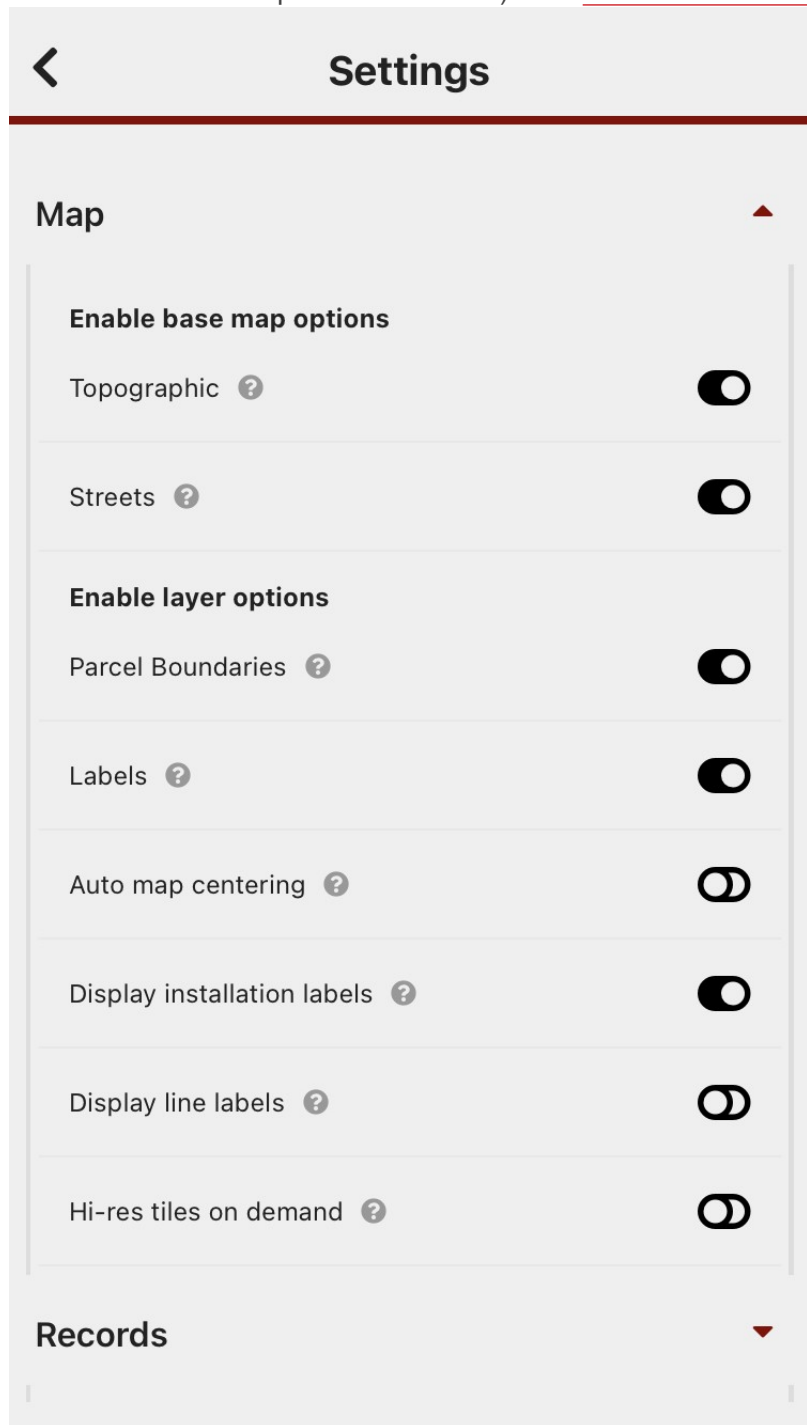 Settings
Map
Enable base map options
Topographic ?
Streets ?
Enable layer options
Parcel Boundaries ?
Labels ?
Auto map centering ?
Display installation labels ?
Display line labels ?
Hi-res tiles on demand ?
Records